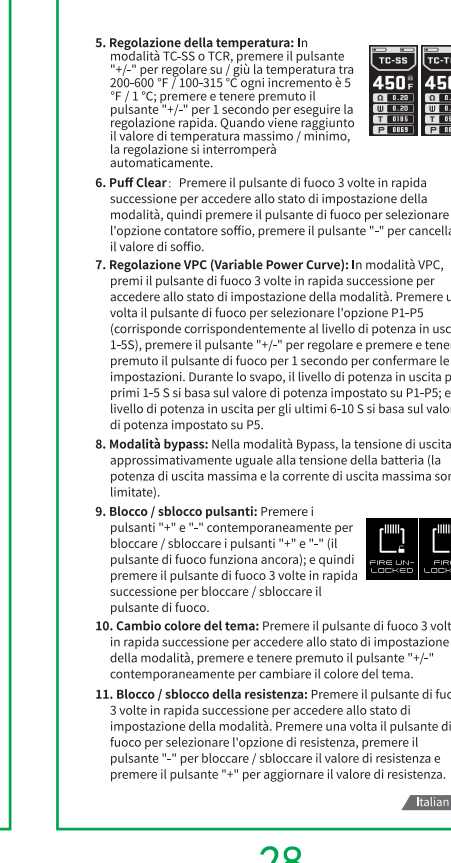 5. Regolazione della temperatura: In
modalità TC-SS o TCR, premere il pulsante
"+/-" per regolare su / giù la temperatura tra
200-600 °F / 100-315 °C ogni incremento è 5
°F / 1 °C; premere e tenere premuto il
pulsante "+/-" per 1 secondo per eseguire la
regolazione rapida. Quando viene raggiunto
il valore di temperatura massimo / minimo,
la regolazione si interromperà
automaticamente.
TC-SS
450°F
Ω 0.20
U 0.20
T 0105
P 0069
6. Puff Clear: Premere il pulsante di fuoco 3 volte in rapida
successione per accedere allo stato di impostazione della
modalità, quindi premere il pulsante di fuoco per selezionare
l'opzione contatore soffio, premere il pulsante "-" per
il valore di soffio.
7. Regolazione VPC (Variable Power Curve): In modalità VPC,
premi il pulsante di fuoco 3 volte in rapida successione per
accedere allo stato di impostazione della modalità. Premere
volta il pulsante di fuoco per selezionare l'opzione P1-P5
(corrisponde corrispondentemente al livello di potenza in
1-5S), premere il pulsante "+/-" per regolare e premere e
premuto il pulsante di fuoco per 1 secondo per confermare le
impostazioni. Durante lo svapo, il livello di potenza in uscita
primi 1-5 S si basa sul valore di potenza impostato su P1-P5;
livello di potenza in uscita per gli ultimi 6-10 S si basa sul
di potenza impostato su P5.
8. Modalità bypass: Nella modalità Bypass, la tensione di uscita
approssimativamente uguale alla tensione della batteria (la
potenza di uscita massima e la corrente di uscita massima
limitate).
9. Blocco / sblocco pulsanti: Premere i
pulsanti "+" e "-" contemporaneamente per
bloccare / sbloccare i pulsanti "+" e "-" (il
pulsante di fuoco funziona ancora); e quindi
premere il pulsante di fuoco 3 volte in rapida
successione per bloccare / sbloccare il
pulsante di fuoco.
FIRE UN-
LOCKED
10. Cambio colore del tema: Premere il pulsante di fuoco 3
in rapida successione per accedere allo stato di impostazione
della modalità, premere e tenere premuto il pulsante "+/-"
contemporaneamente per cambiare il colore del tema.
11. Blocco / sblocco della resistenza: Premere il pulsante di
3 volte in rapida successione per accedere allo stato di
impostazione della modalità. Premere una volta il pulsante di
fuoco per selezionare l'opzione di resistenza, premere il
pulsante "-" per bloccare / sbloccare il valore di resistenza e
premere il pulsante "+" per aggiornare il valore di resistenza.
Italian
28